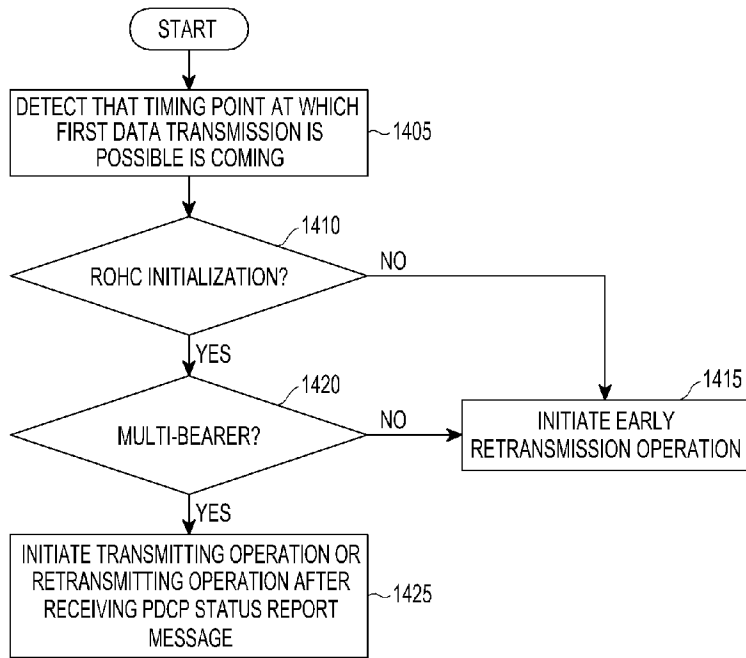 START
DETECT THAT TIMING POINT AT WHICH
FIRST DATA TRANSMISSION IS
POSSIBLE IS COMING
1405
1410
ROHC INITIALIZATION?
NO
YES
1420
MULTI-BEARER?
NO
1415
INITIATE EARLY
RETRANSMISSION OPERATION
YES
INITIATE TRANSMITTING OPERATION OR
RETRANSMITTING OPERATION AFTER
RECEIVING PDCP STATUS REPORT
MESSAGE
1425